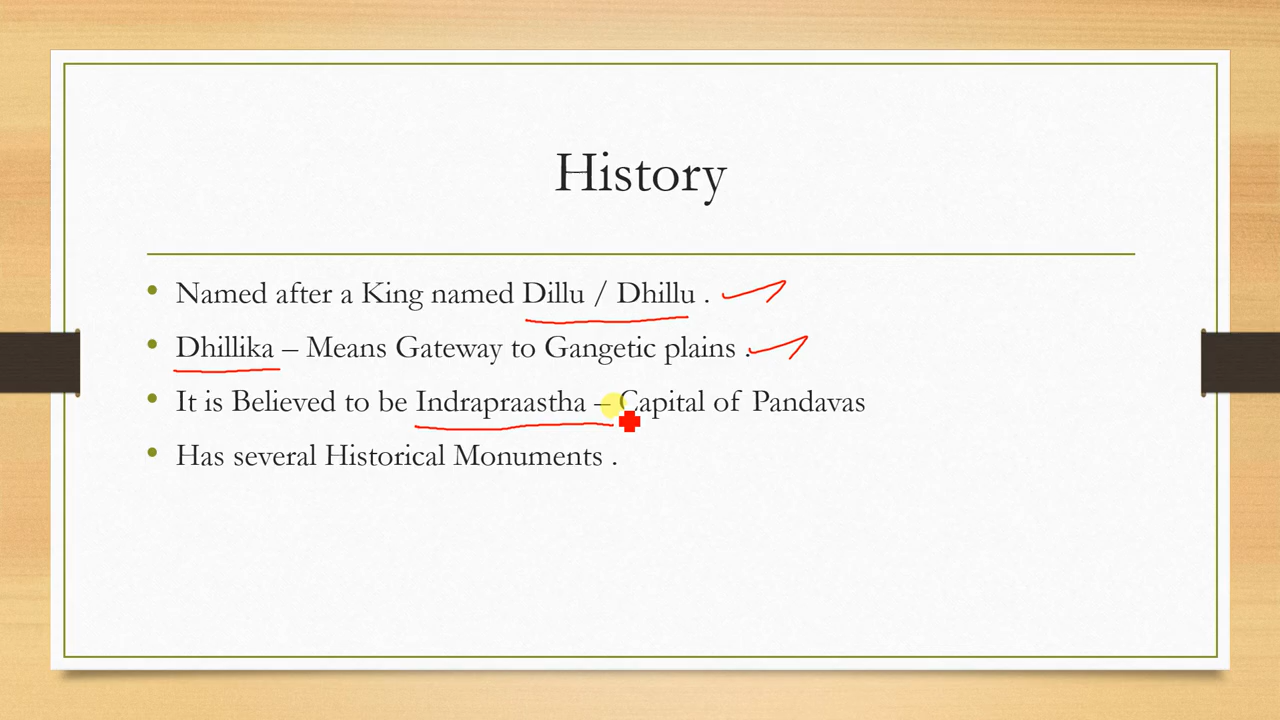 History
• Named after a King named Dillu / Dhillu .
• Dhillika – Means Gateway to Gangetic plains .
• It is Believed to be Indrapraastha – Capital of Pandavas
• Has several Historical Monuments .